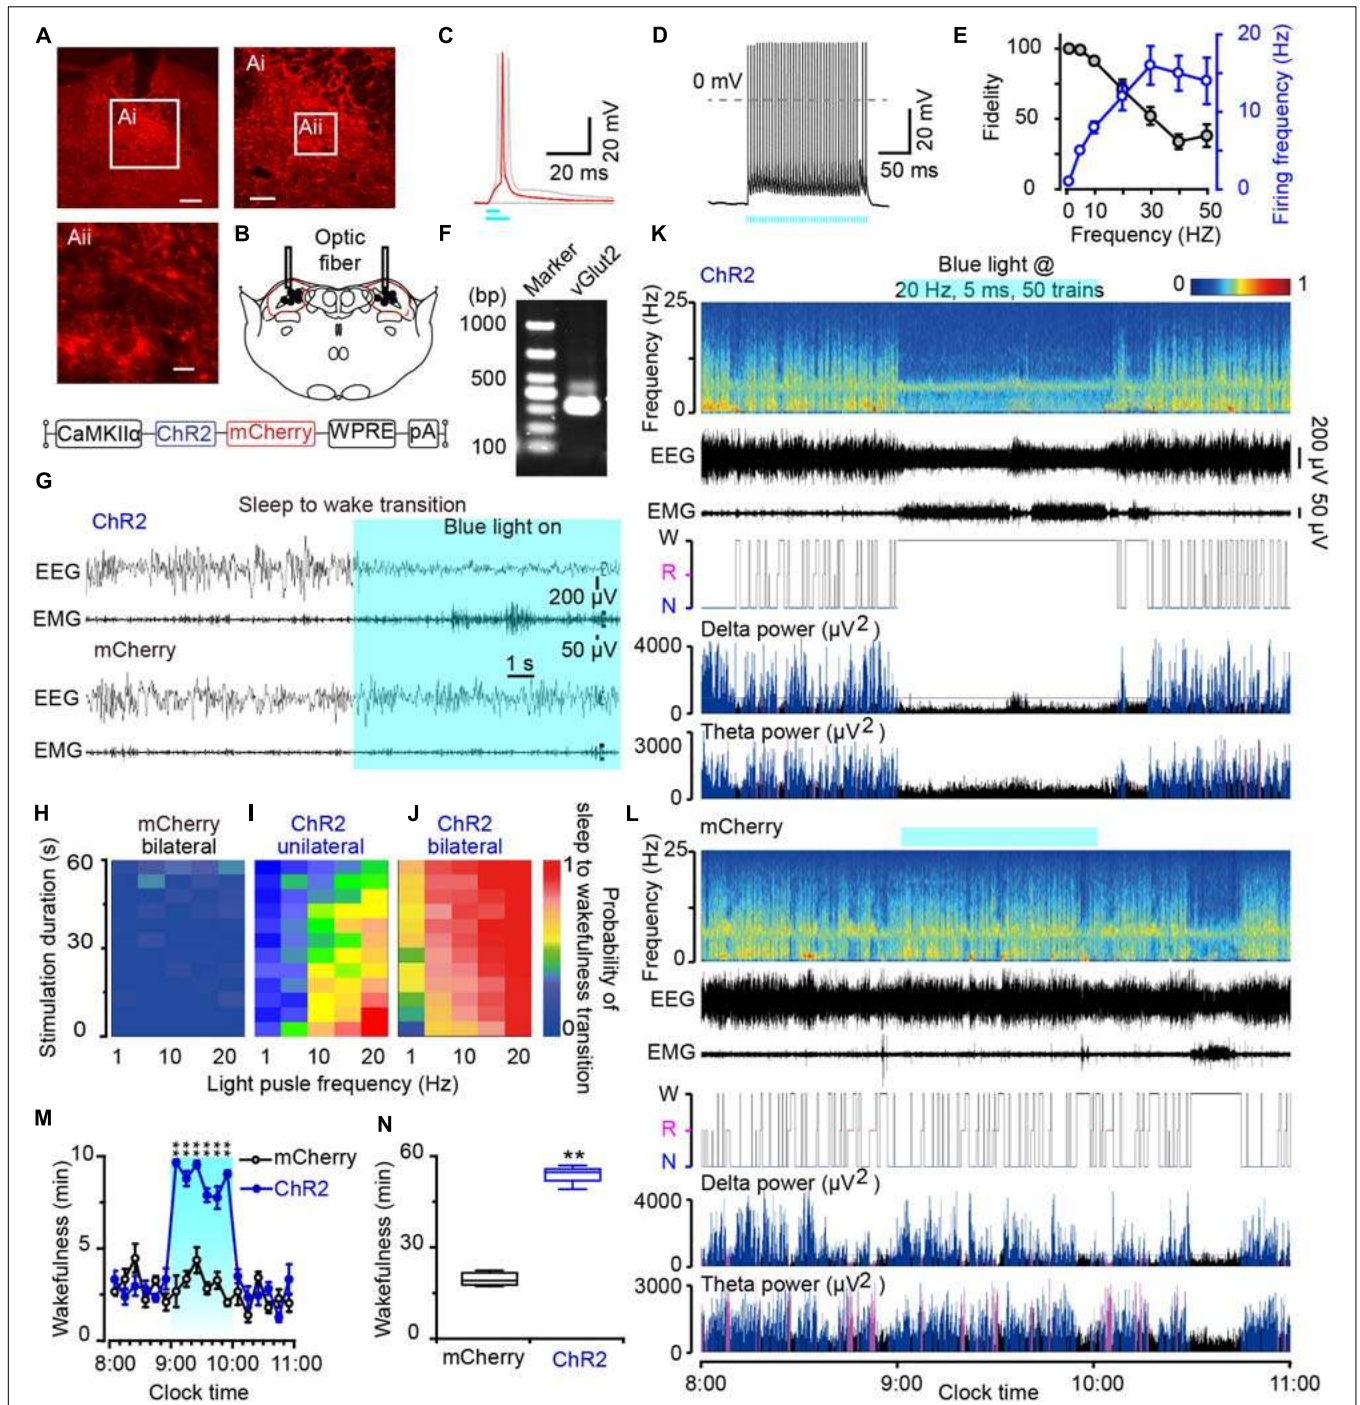 A
Ai
Ai
Aii
Aii
B
Optic
fiber
CaMKIIα
ChR2
mCherry
WPRE
pA
C
20 mV
20 ms
D
0 mV
20 mV
50 ms
E
100
50
0
Fidelity
20
10
0
Firing frequency (Hz)
0 10 30 50
Frequency (HZ)
F
Marker
vGlut2
(bp)
1000
500
100
G
Sleep to wake transition
ChR2
Blue light on
EEG
200 µV
EMG
mCherry
50 µV
1 s
EEG
EMG
H
mCherry
bilateral
I
ChR2
unilateral
J
ChR2
bilateral
Stimulation duration (s)
60
30
0
1 10 20
1 10 20
1 10 20
Light pusle frequency (Hz)
1
0
Probability of
sleep to wakefulness transition
K
ChR2
Blue light @
20 Hz, 5 ms, 50 trains
0 1
Frequency (Hz)
25
0
EEG
200 µV
EMG
50 µV
W
R
N
Delta power (µV2 )
4000
0
Theta power (µV2 )
3000
0
L
mCherry
Frequency (Hz)
25
0
EEG
EMG
W
R
N
Delta power (µV2 )
4000
0
Theta power (µV2 )
3000
0
8:00 9:00 10:00 11:00
Clock time
M
Wakefulness (min)
10
5
0
** ** ** ** ** **
mCherry
ChR2
8:00 9:00 10:00 11:00
Clock time
N
Wakefulness (min)
60
30
0
**
mCherry
ChR2